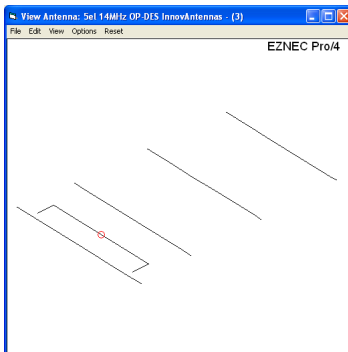 View Antenna: 5el 14MHz OP-DES InnovAntennas - (3)
File Edit View Options Reset
EZNEC Pro/4